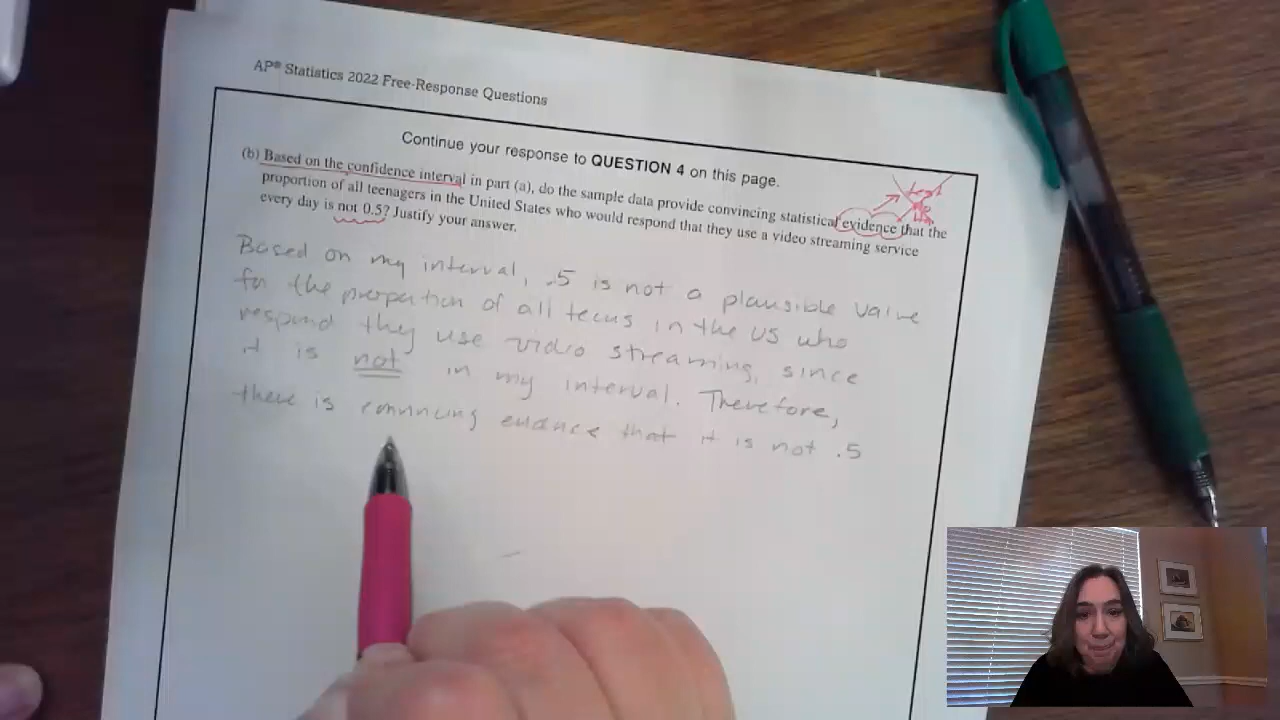 AP® Statistics 2022 Free-Response Questions
Continue your response to QUESTION 4 on this page.
(b) Based on the confidence interval in part (a), do the sample data provide convincing statistical evidence that the
proportion of all teenagers in the United States who would respond that they use a video streaming service
every day is not 0.5? Justify your answer.
test
Based on my interval, .5 is not a plausible value
for the proportion of all teens in the US who
respond they use video streaming, since
it is not in my interval. Therefore,
there is convincing evidence that it is not .5